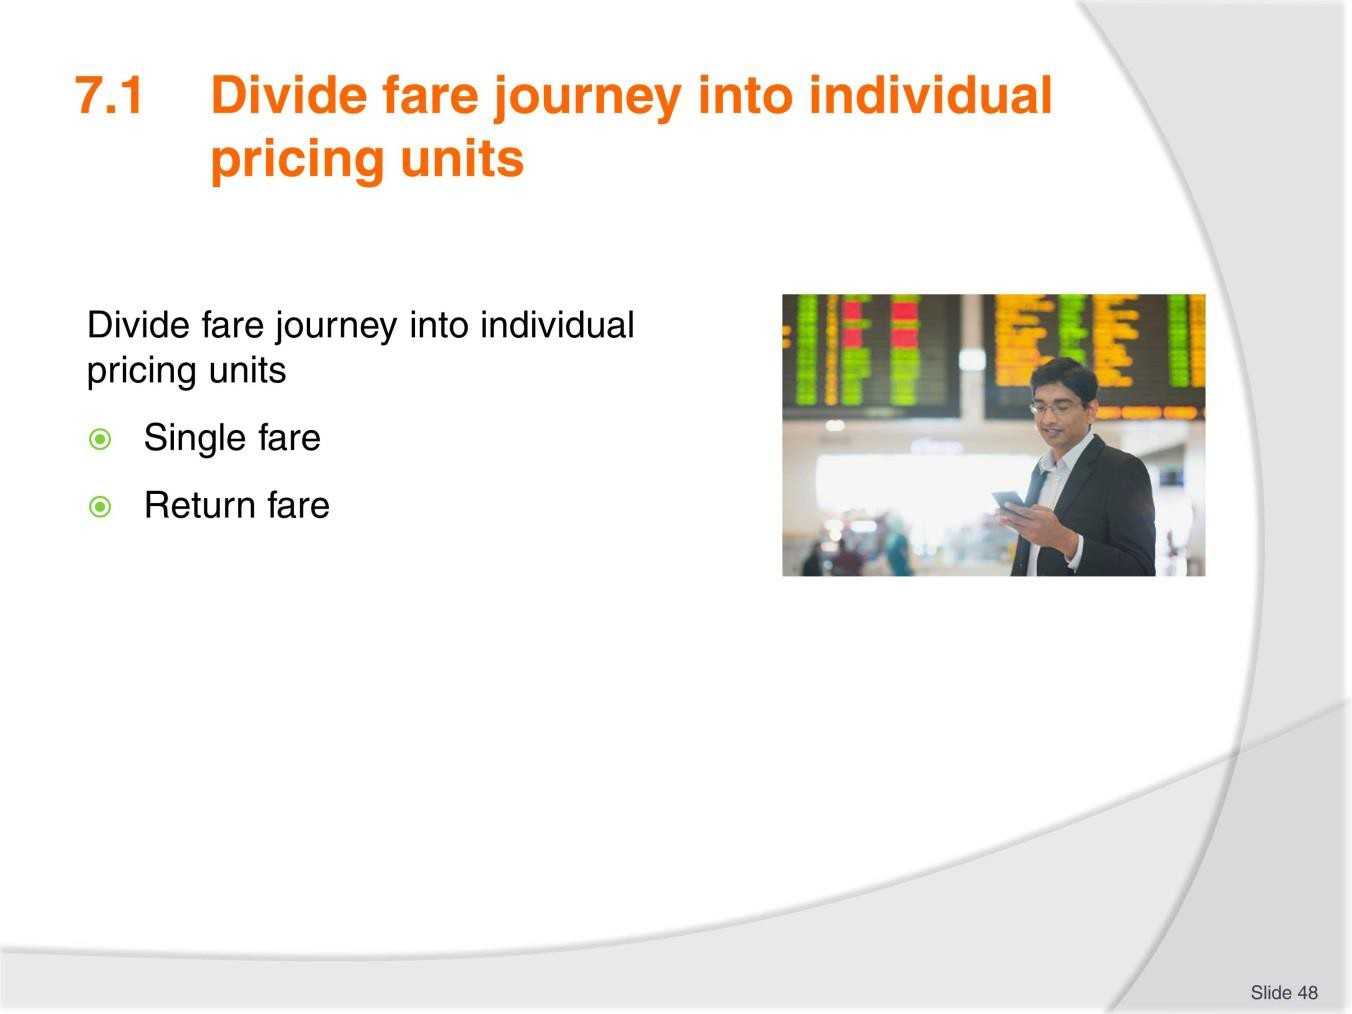 7.1 Divide fare journey into individual
pricing units
Divide fare journey into individual
pricing units
Single fare
Return fare
Slide 48